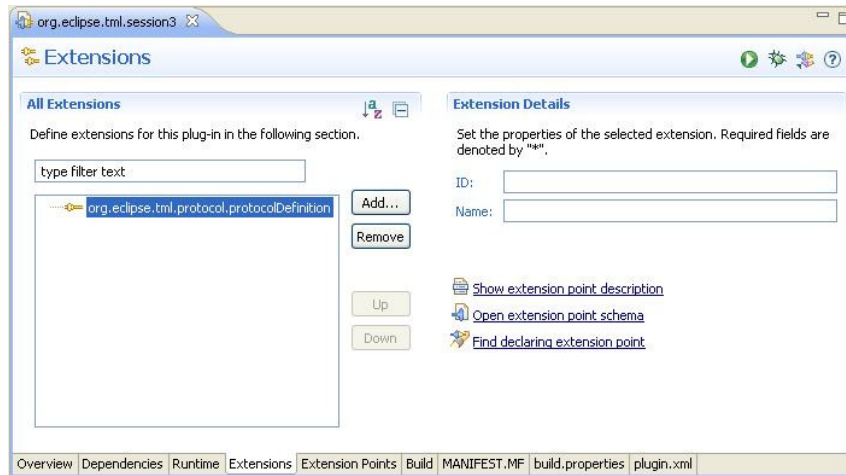 org.eclipse.tml.session3
Extensions
All Extensions
Define extensions for this plug-in in the following section.
type filter text
org.eclipse.tml.protocol.protocolDefinition
Add...
Remove
Up
Down
Extension Details
Set the properties of the selected extension. Required fields are
denoted by "*".
ID:
Name:
Show extension point description
Open extension point schema
Find declaring extension point
Overview Dependencies Runtime Extensions Extension Points Build MANIFEST.MF build.properties plugin.xml